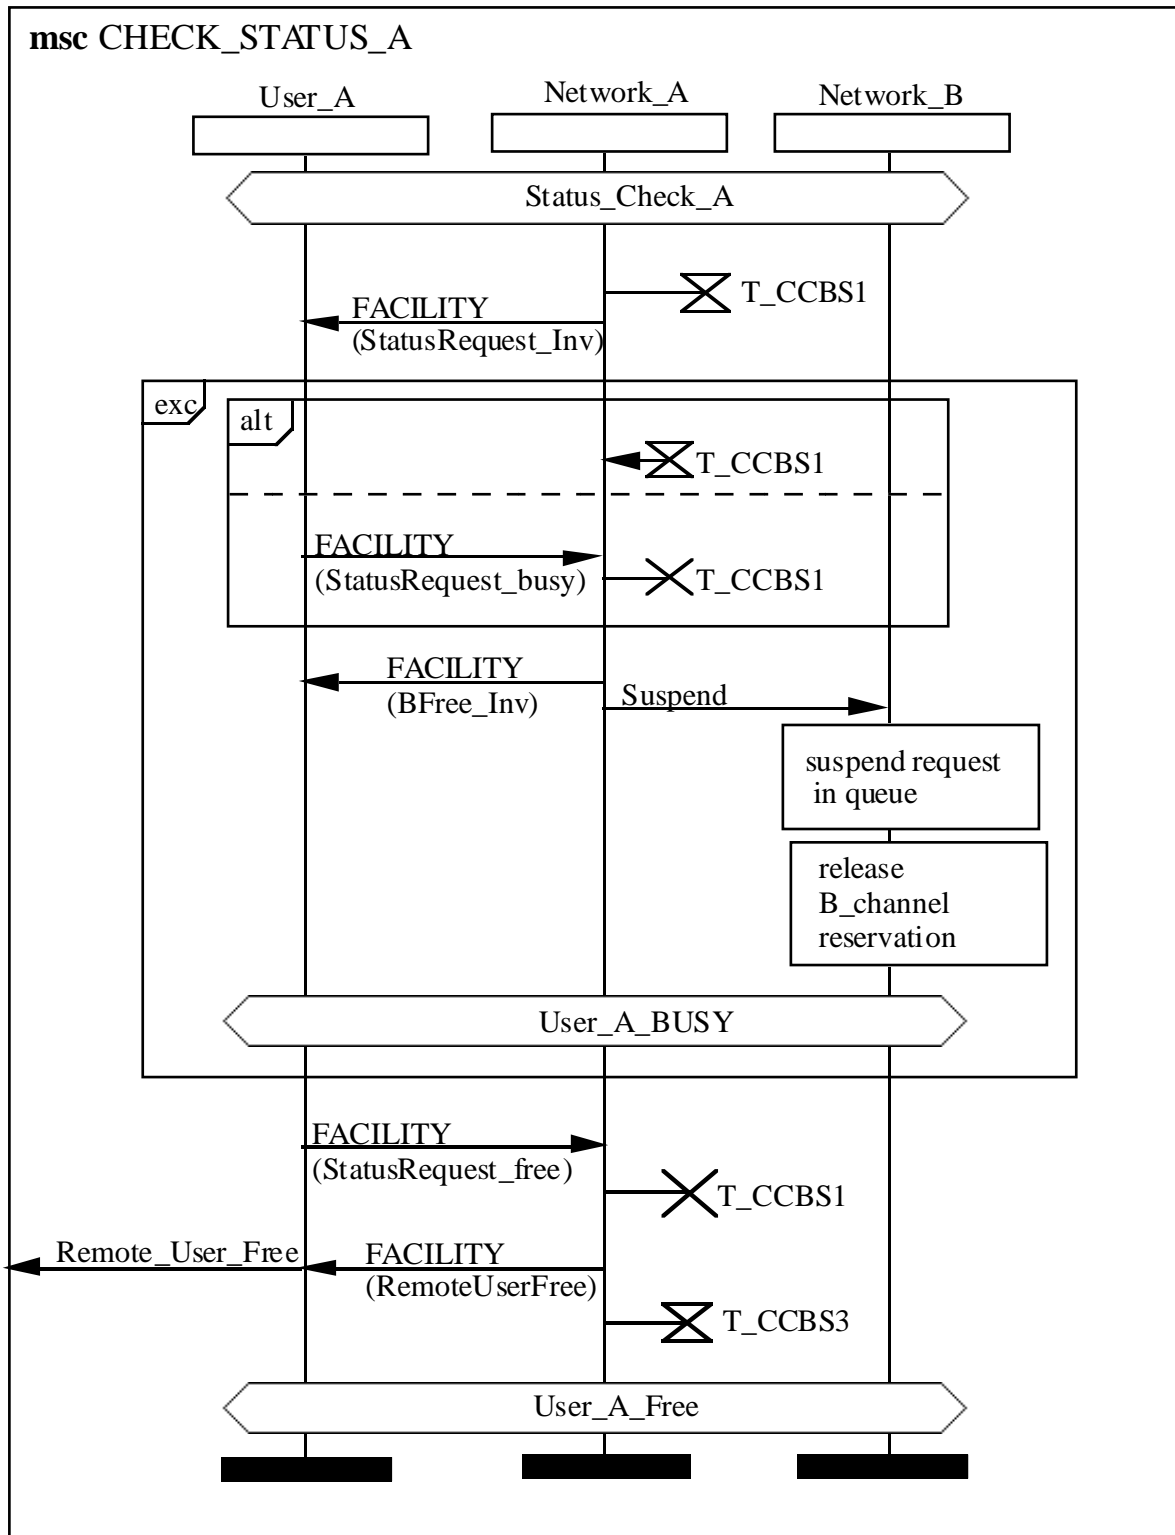 msc CHECK_STATUS_A
User_A
Network_A
Network_B
Status_Check_A
T_CCBS1
FACILITY
(StatusRequest_Inv)
exc
alt
T_CCBS1
FACILITY
(StatusRequest_busy)
T_CCBS1
FACILITY
(BFree_Inv)
Suspend
suspend request
in queue
release
B_channel
reservation
User_A_BUSY
FACILITY
(StatusRequest_free)
T_CCBS1
Remote_User_Free
FACILITY
(RemoteUserFree)
T_CCBS3
User_A_Free